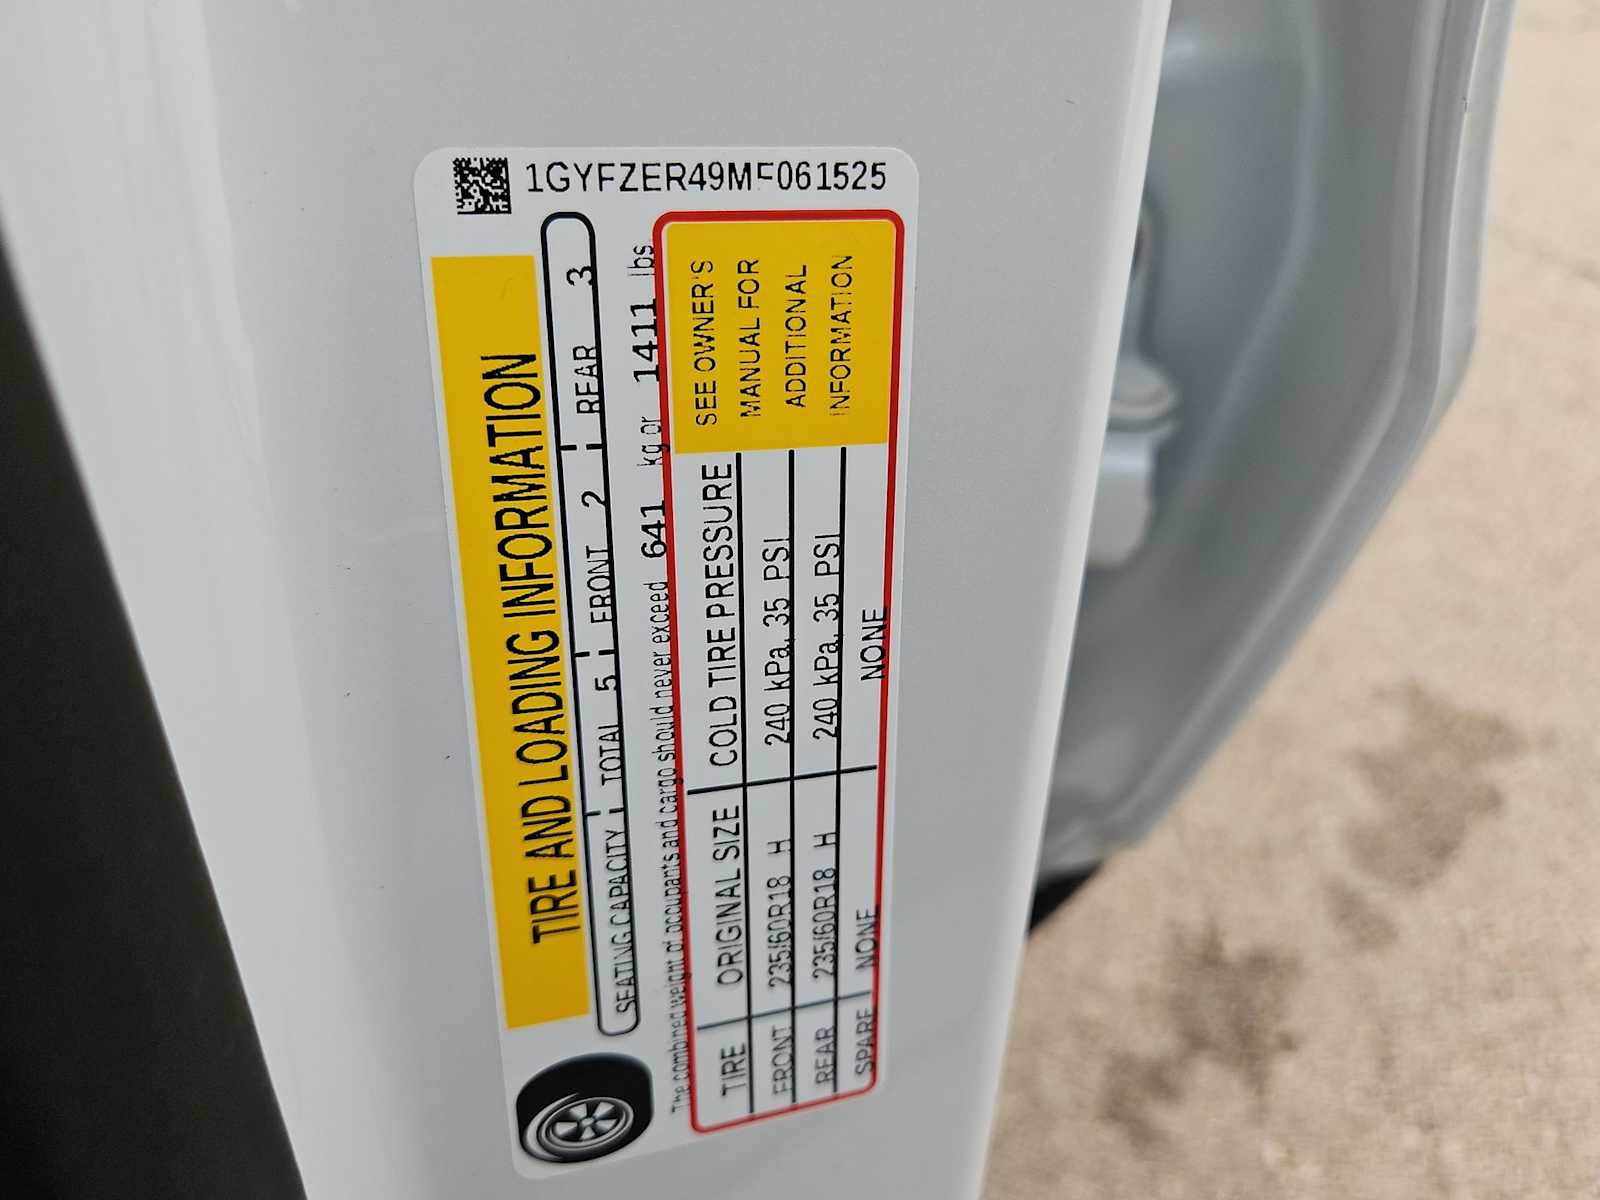 1GYFZER49MF061525
TIRE AND LOADING INFORMATION
SEATING CAPACITY TOTAL 5 FRONT 2 REAR 3
The combined weight of occupants and cargo should never exceed 641 kg or 1411 lbs
TIRE ORIGINAL SIZE COLD TIRE PRESSURE
FRONT 235/60R18 H 240 kPa, 35 PSI
REAR 235/60R18 H 240 kPa, 35 PSI
SPARE NONE NONE
SEE OWNER'S
MANUAL FOR
ADDITIONAL
INFORMATION